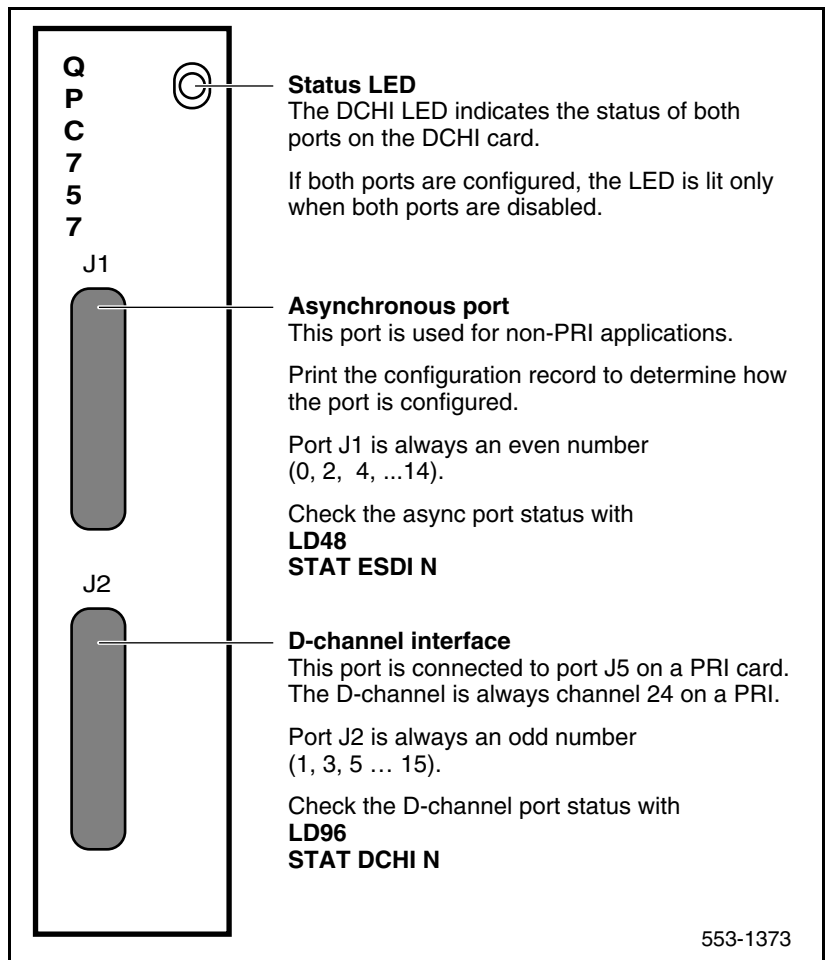 Q
P
C
7
5
7
Status LED
The DCHI LED indicates the status of both
ports on the DCHI card.
If both ports are configured, the LED is lit only
when both ports are disabled.
J1
Asynchronous port
This port is used for non-PRI applications.
Print the configuration record to determine how
the port is configured.
Port J1 is always an even number
(0, 2, 4, ...14).
Check the async port status with
LD48
STAT ESDI N
J2
D-channel interface
This port is connected to port J5 on a PRI card.
The D-channel is always channel 24 on a PRI.
Port J2 is always an odd number
(1, 3, 5 … 15).
Check the D-channel port status with
LD96
STAT DCHI N
553-1373